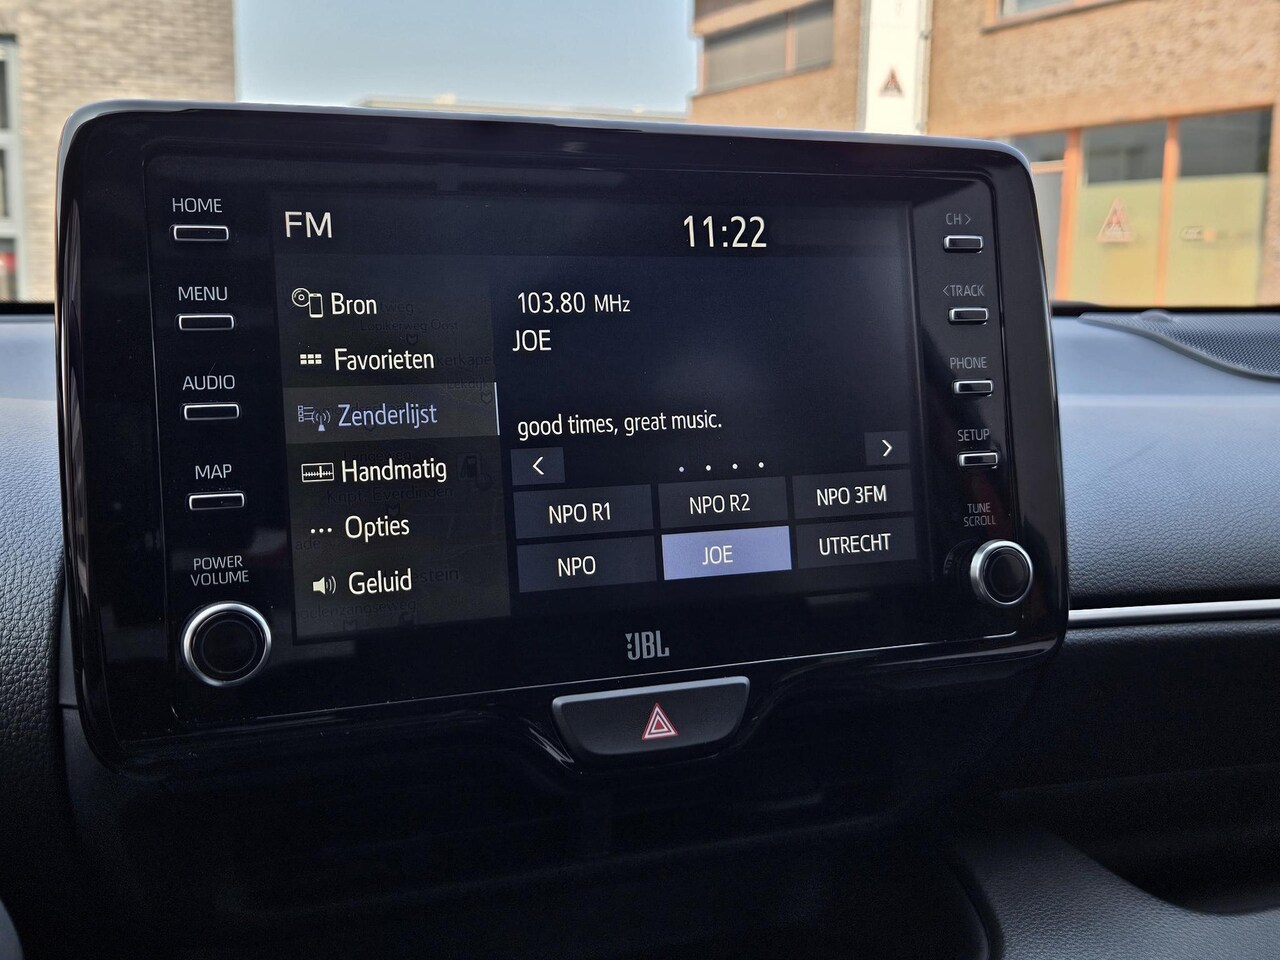 HOME
MENU
AUDIO
MAP
POWER
VOLUME
FM
11:22
Bron
Favorieten
Zenderlijst
Handmatig
Opties
Geluid
103.80 MHz
JOE
good times, great music.
NPO R1
NPO R2
NPO 3FM
NPO
JOE
UTRECHT
JBL
CH >
< TRACK
PHONE
SETUP
TUNE
SCROLL